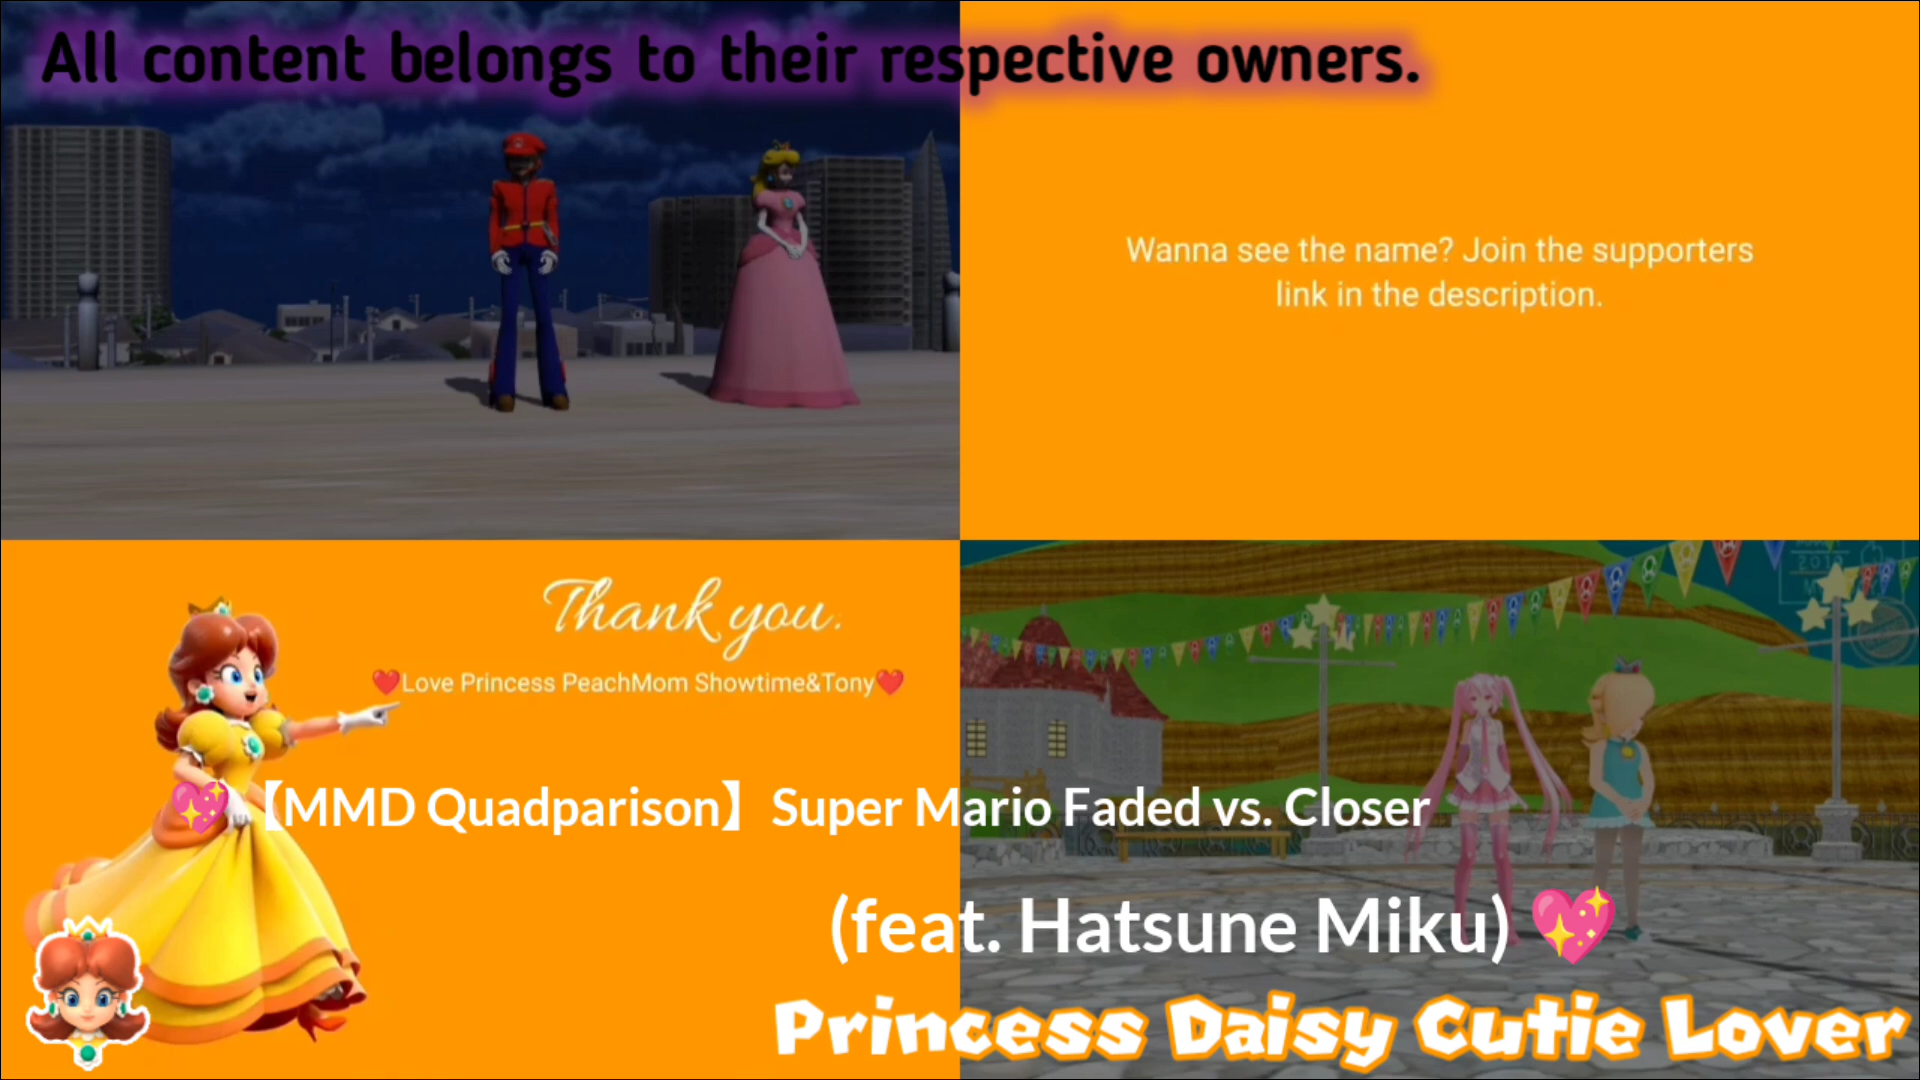 All content belongs to their respective owners.
Wanna see the name? Join the supporters
link in the description.
Thank you.
❤️Love Princess PeachMom Showtime&Tony❤️
💖【MMD Quadparison】Super Mario Faded vs. Closer
(feat. Hatsune Miku) 💖
Princess Daisy Cutie Lover